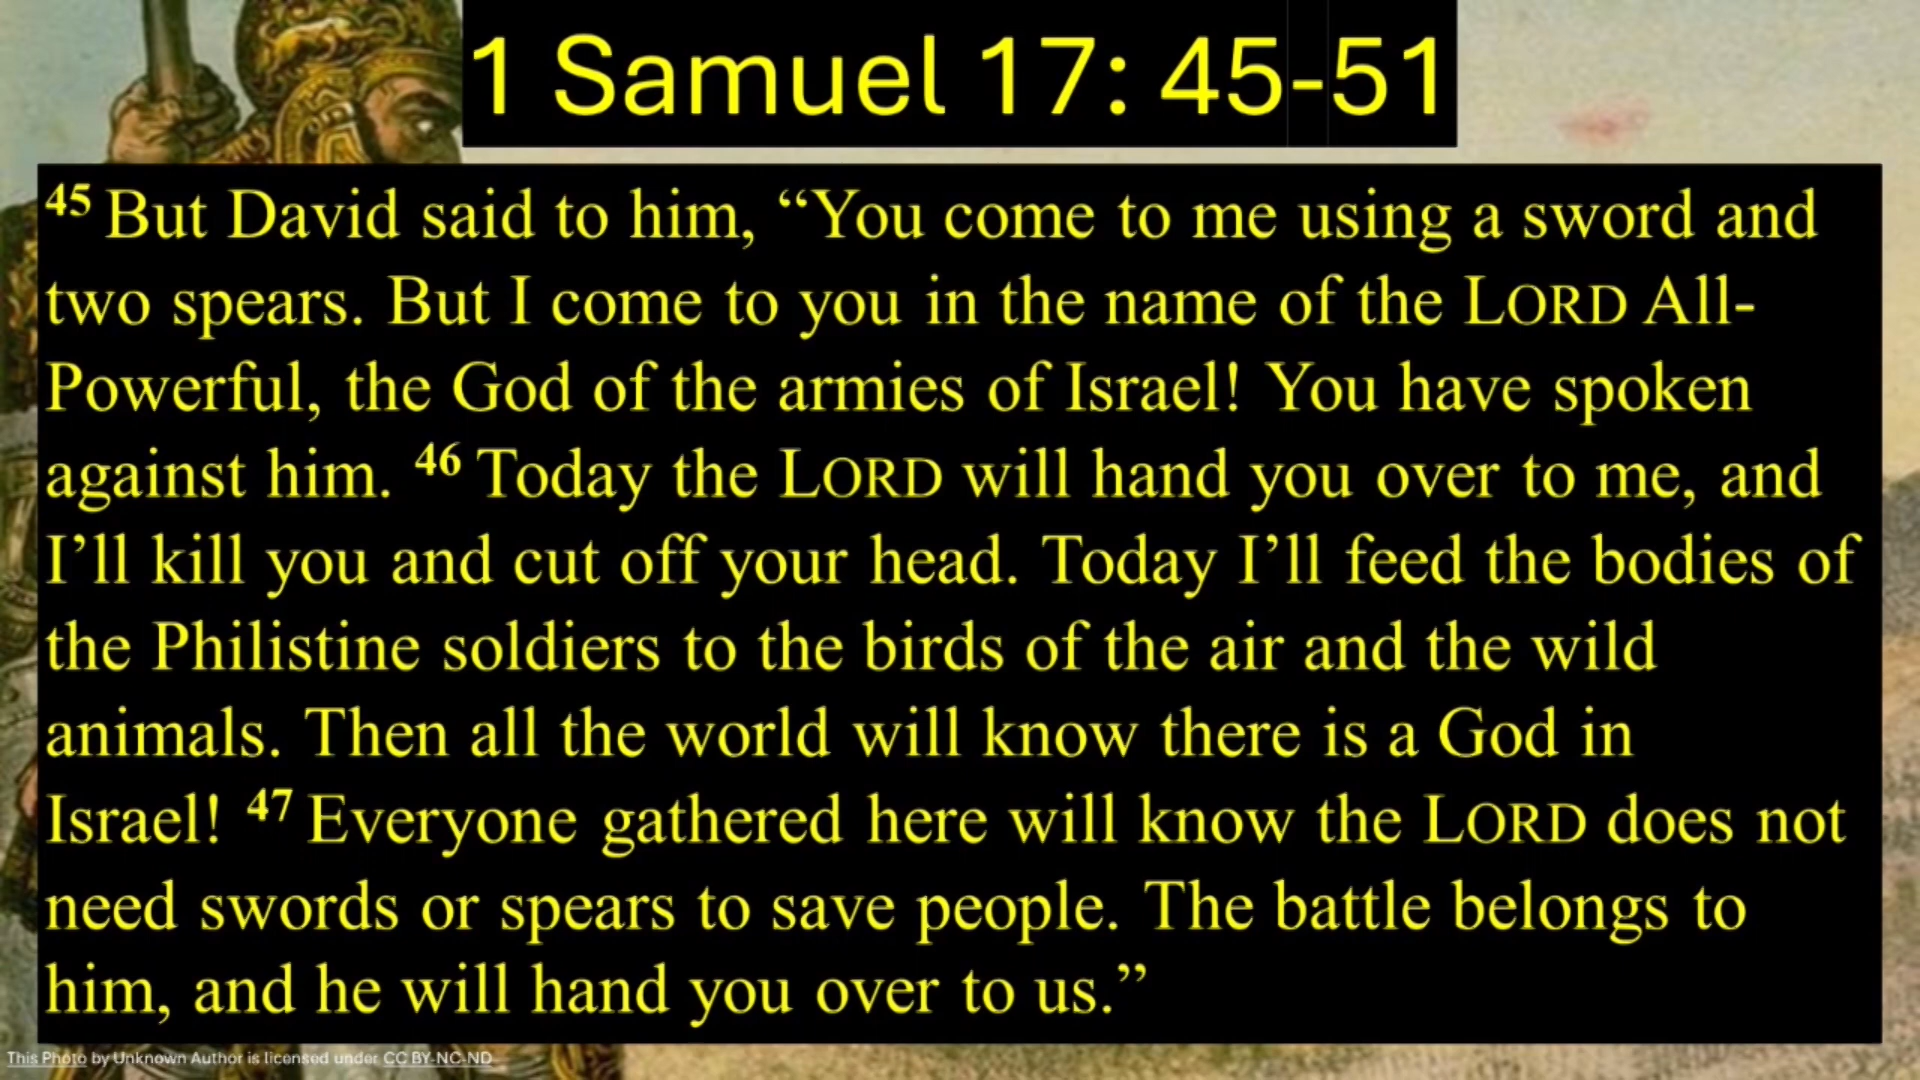 1 Samuel 17: 45-51
45 But David said to him, “You come to me using a sword and
two spears. But I come to you in the name of the LORD All-
Powerful, the God of the armies of Israel! You have spoken
against him. 46 Today the LORD will hand you over to me, and
I’ll kill you and cut off your head. Today I’ll feed the bodies of
the Philistine soldiers to the birds of the air and the wild
animals. Then all the world will know there is a God in
Israel! 47 Everyone gathered here will know the LORD does not
need swords or spears to save people. The battle belongs to
him, and he will hand you over to us.”
This Photo by Unknown Author is licensed under CC BY-NC-ND